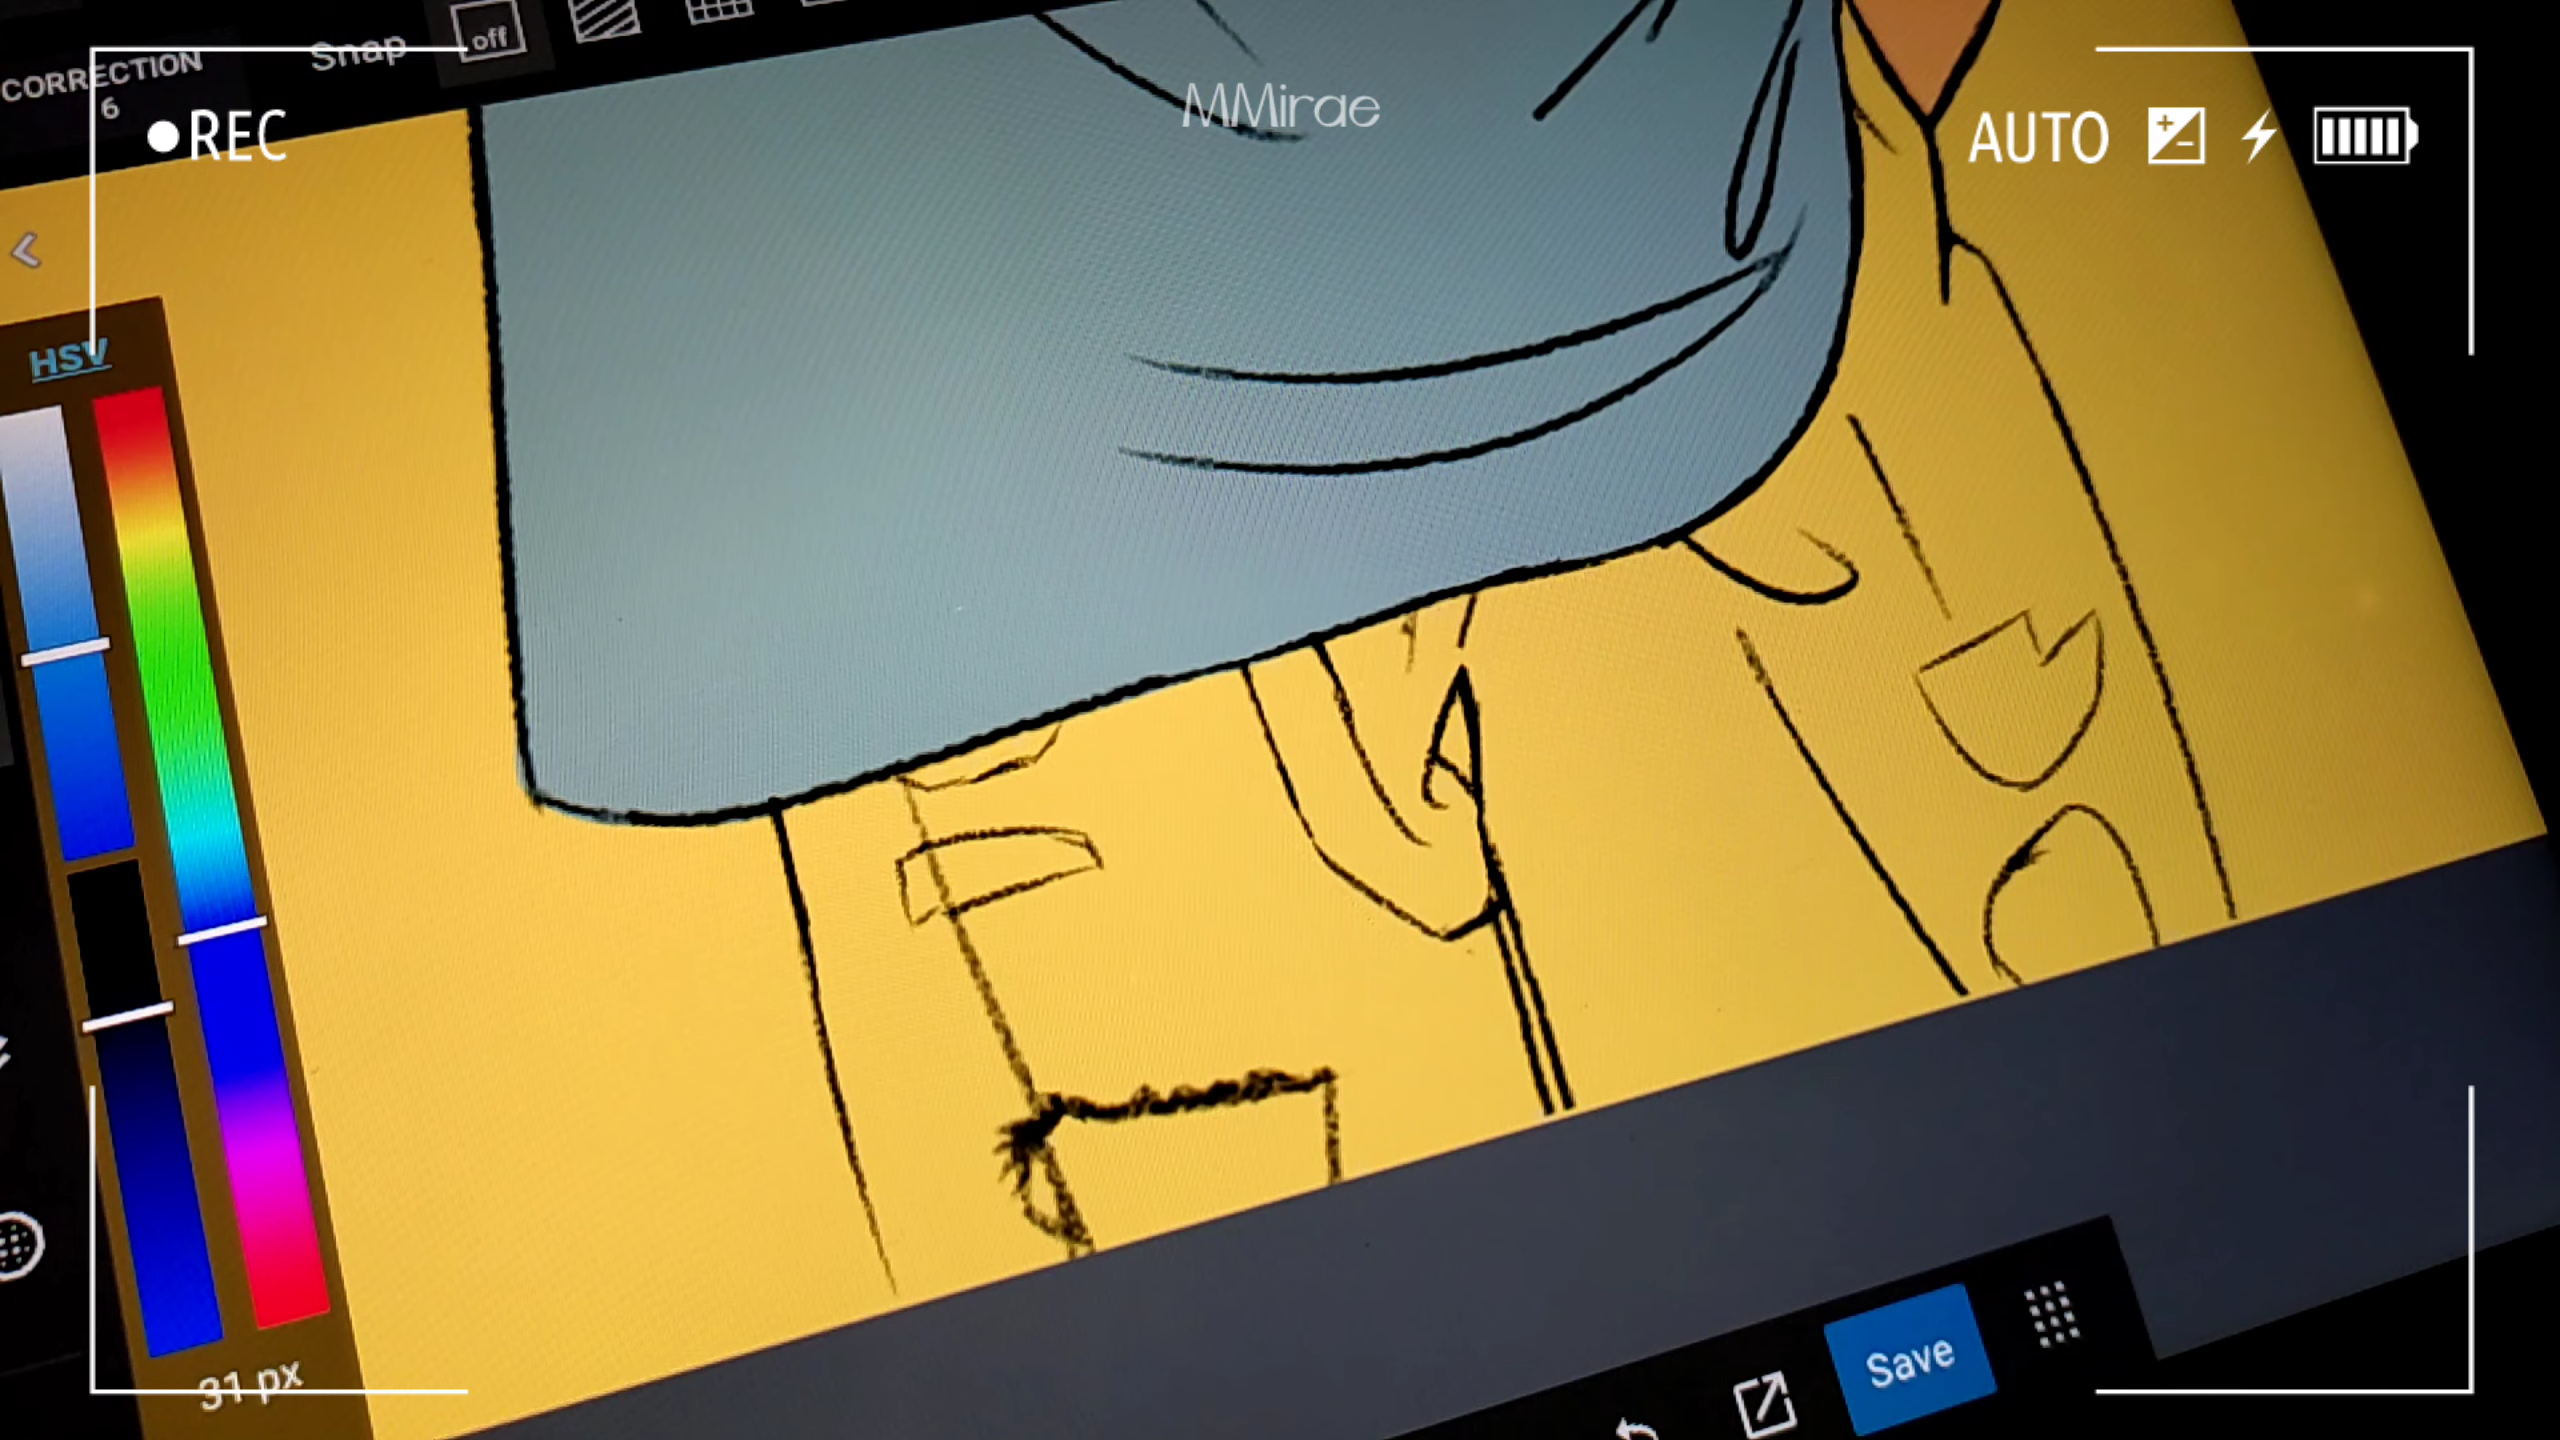 CORRECTION
6
Snap
off
MMirae
REC
AUTO
HSV
31 px
Save